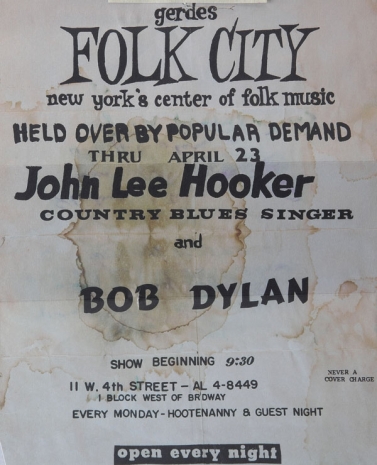 gerdes
FOLK CITY
new york's center of folk music
HELD OVER BY POPULAR DEMAND
THRU APRIL 23
John Lee Hooker
COUNTRY BLUES SINGER
and
BOB DYLAN
SHOW BEGINNING 9:30
NEVER A
COVER CHARGE
11 W. 4th STREET - AL 4-8449
1 BLOCK WEST OF BRDWAY
EVERY MONDAY - HOOTENANNY & GUEST NIGHT
open every night